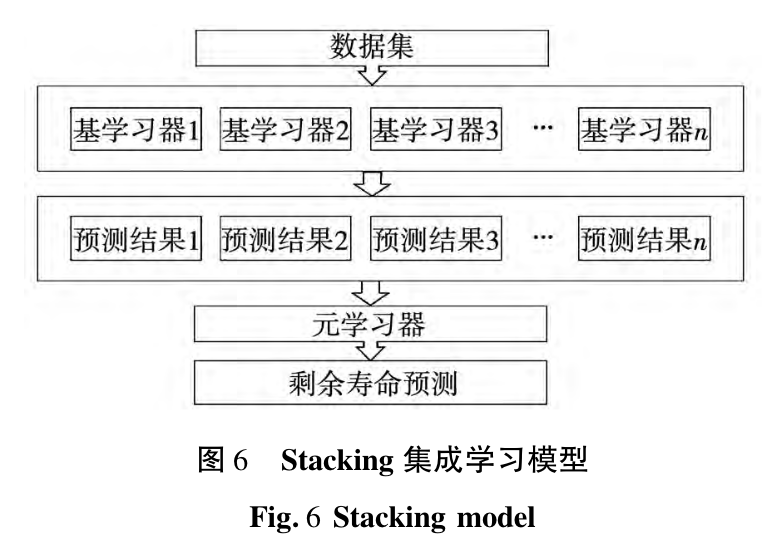 数据集
基学习器1 基学习器2 基学习器3 ··· 基学习器n
预测结果1 预测结果2 预测结果3 ··· 预测结果n
元学习器
剩余寿命预测
图 6 Stacking 集成学习模型
Fig. 6 Stacking model